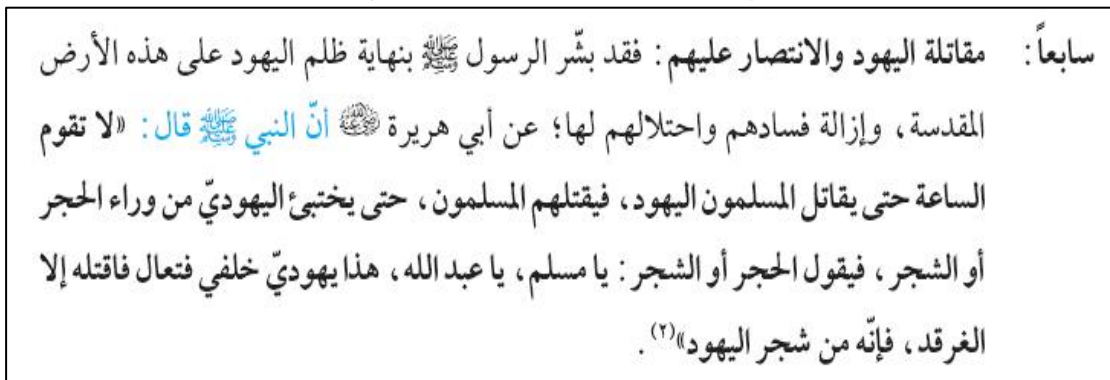 سابعاً: مقاتلة اليهود والانتصار عليهم: فقد بشّر الرسول ﷺ بنهاية ظلم اليهود على هذه الأرض
المقدسة، وإزالة فسادهم واحتلالهم لها؛ عن أبي هريرة رضي الله عنه أنّ النبي ﷺ قال: «لا تقوم
الساعة حتى يقاتل المسلمون اليهود، فيقتلهم المسلمون، حتى يختبئ اليهوديّ من وراء الحجر
أو الشجر، فيقول الحجر أو الشجر: يا مسلم، يا عبد الله، هذا يهوديّ خلفي فتعال فاقتله إلا
الغرقد، فإنّه من شجر اليهود»(٢).